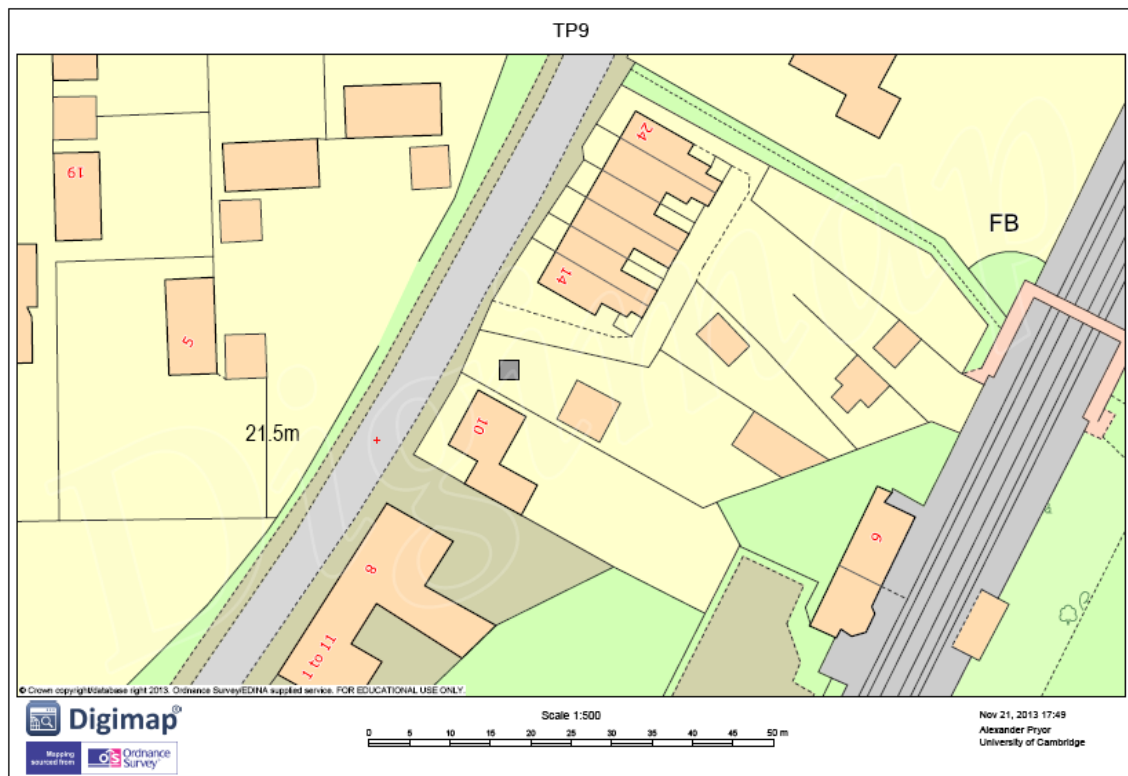 TP9
24
19
FB
14
5
10
21.5m
6
8
1 to 11
© Crown copyright/database right 2013. Ordnance Survey/EDINA supplied service. FOR EDUCATIONAL USE ONLY.
Digimap
Mapping
sourced from
OS Ordnance
Survey
Scale 1:500
0 5 10 15 20 25 30 35 40 45 50 m
Nov 21, 2013 17:49
Alexander Pryor
University of Cambridge
Digimap